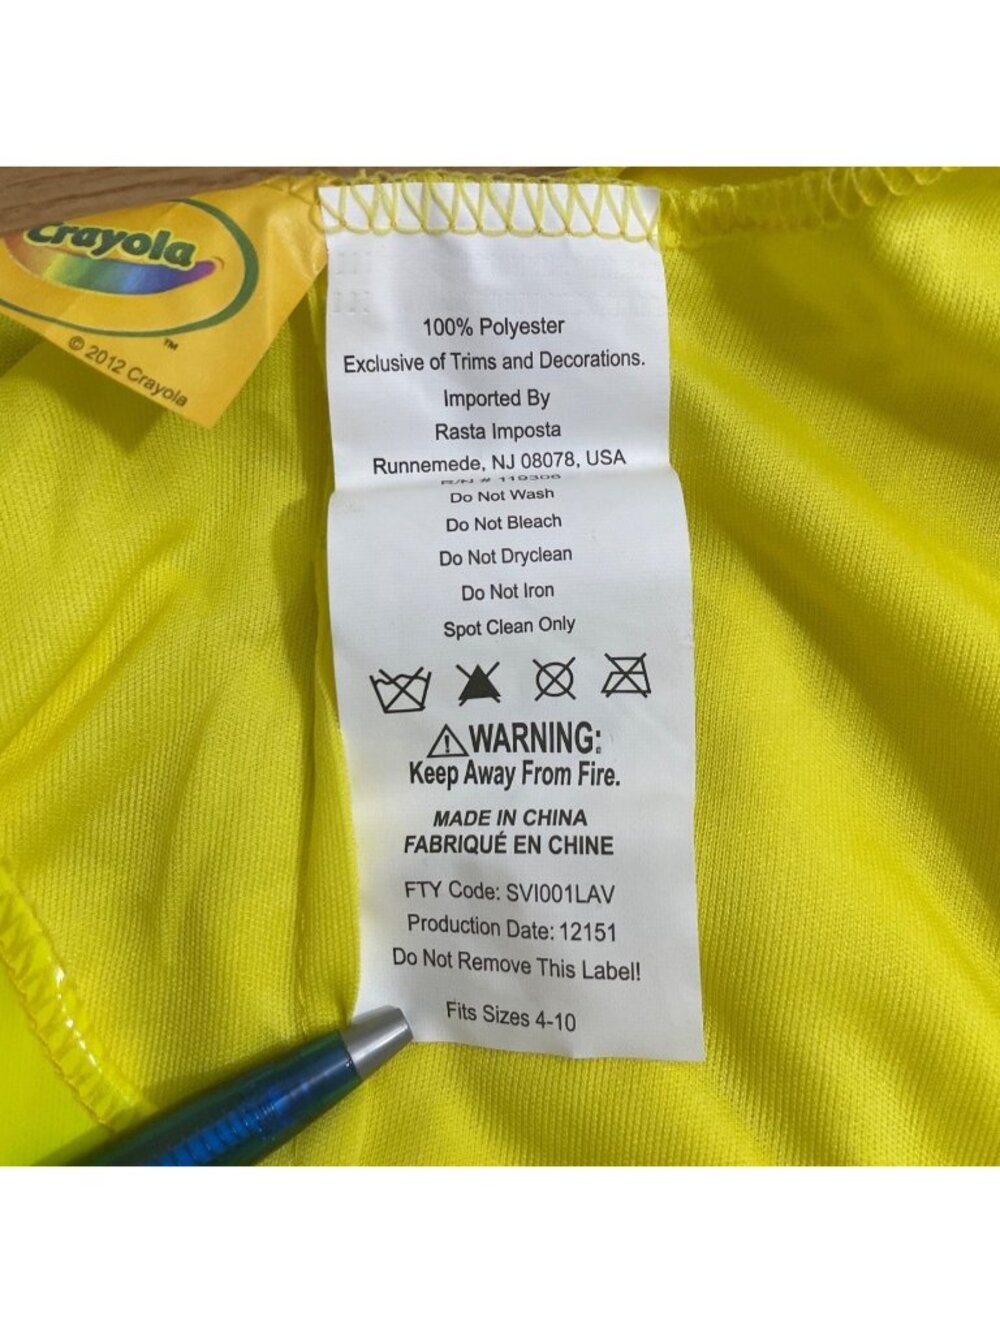 Crayola
™
© 2012 Crayola
100% Polyester
Exclusive of Trims and Decorations.
Imported By
Rasta Imposta
Runnemede, NJ 08078, USA
R/N # 119306
Do Not Wash
Do Not Bleach
Do Not Dryclean
Do Not Iron
Spot Clean Only
WARNING:
Keep Away From Fire.
MADE IN CHINA
FABRIQUÉ EN CHINE
FTY Code: SVI001LAV
Production Date: 12151
Do Not Remove This Label!
Fits Sizes 4-10